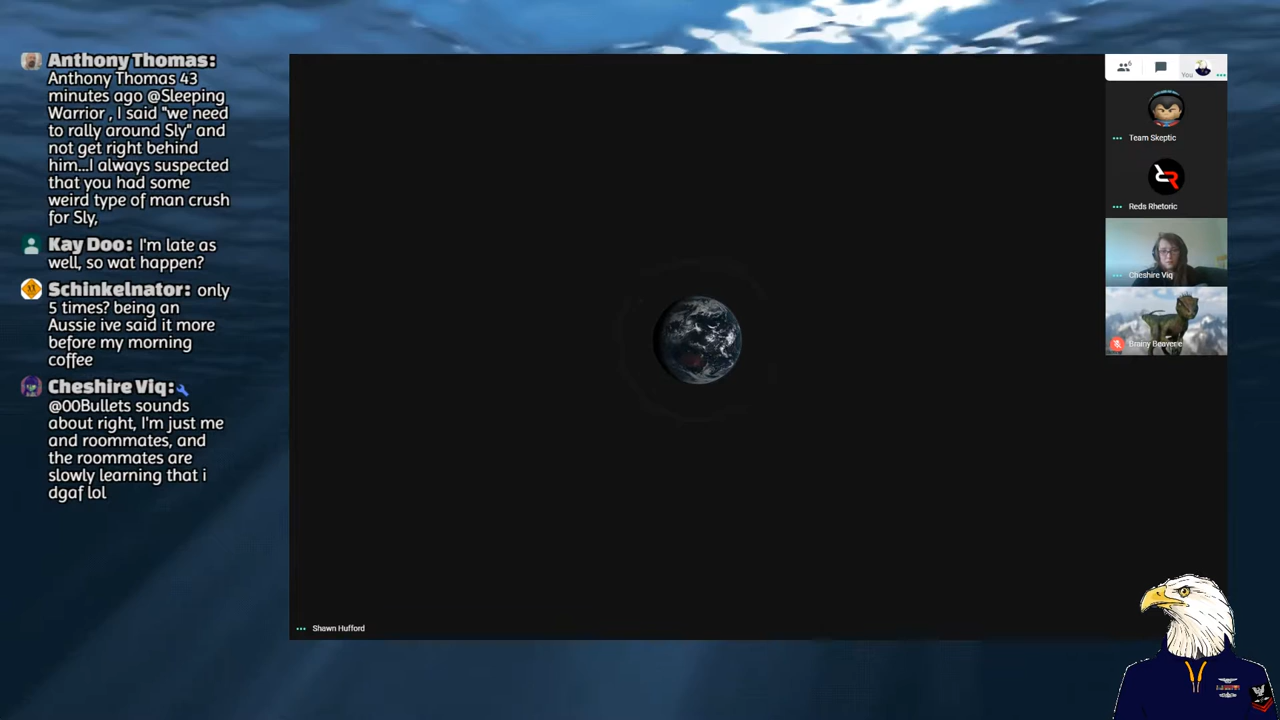 Anthony Thomas:
Anthony Thomas 43
minutes ago @Sleeping
Warrior , I said "we need
to rally around Sly" and
not get right behind
him...I always suspected
that you had some
weird type of man crush
for Sly,
Kay Doo: I'm late as
well, so wat happen?
Schinkelnator: only
5 times? being an
Aussie ive said it more
before my morning
coffee
Cheshire Viq:
@00Bullets sounds
about right, I'm just me
and roommates, and
the roommates are
slowly learning that i
dgaf lol
6
You
Team Skeptic
Reds Rhetoric
Cheshire Viq
Brainy Beaver
Shawn Hufford